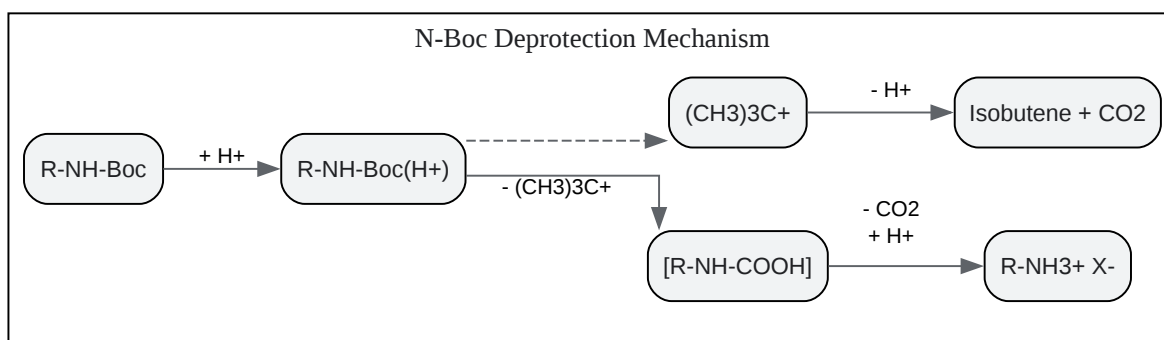 N-Boc Deprotection Mechanism
R-NH-Boc
+ H+
R-NH-Boc(H+)
- (CH3)3C+
(CH3)3C+
- H+
Isobutene + CO2
[R-NH-COOH]
- CO2
+ H+
R-NH3+ X-